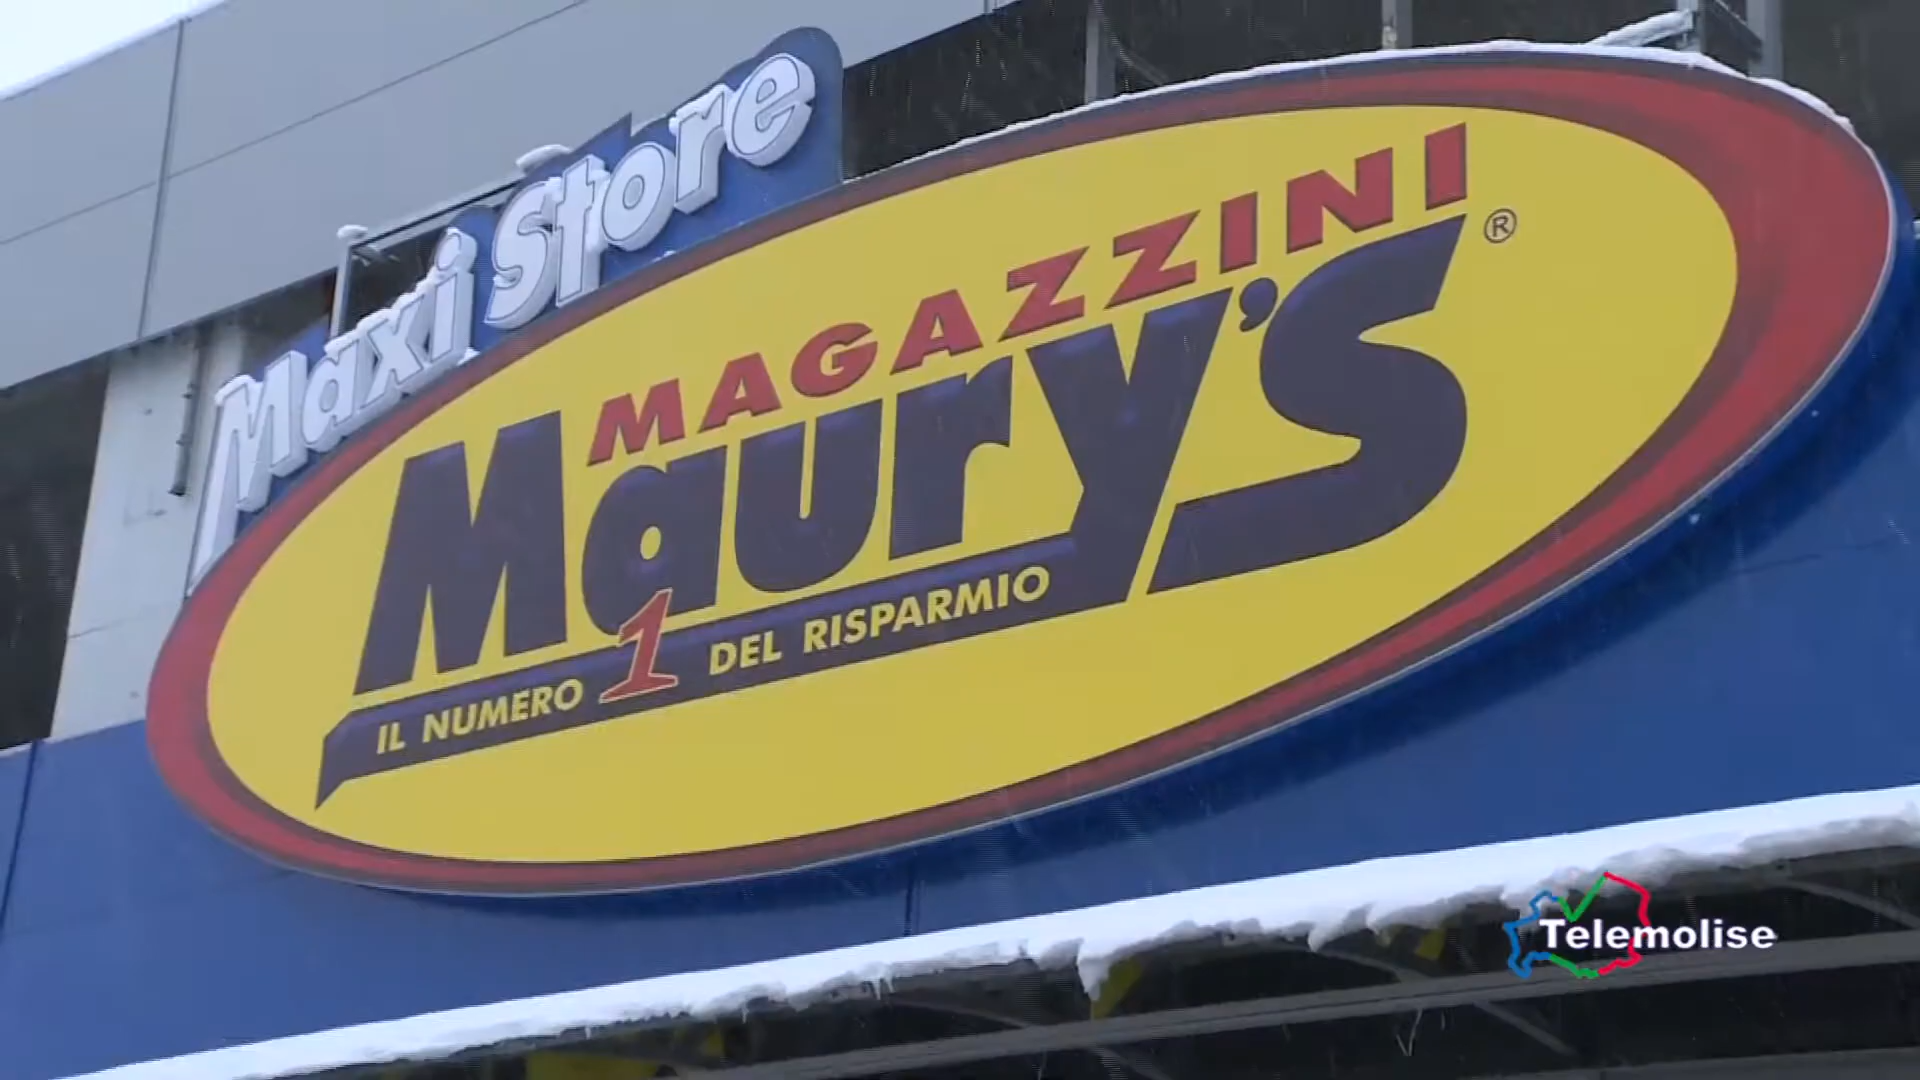 Maxi Store
MAGAZZINI
Maury's ®
IL NUMERO 1 DEL RISPARMIO
Telemolise